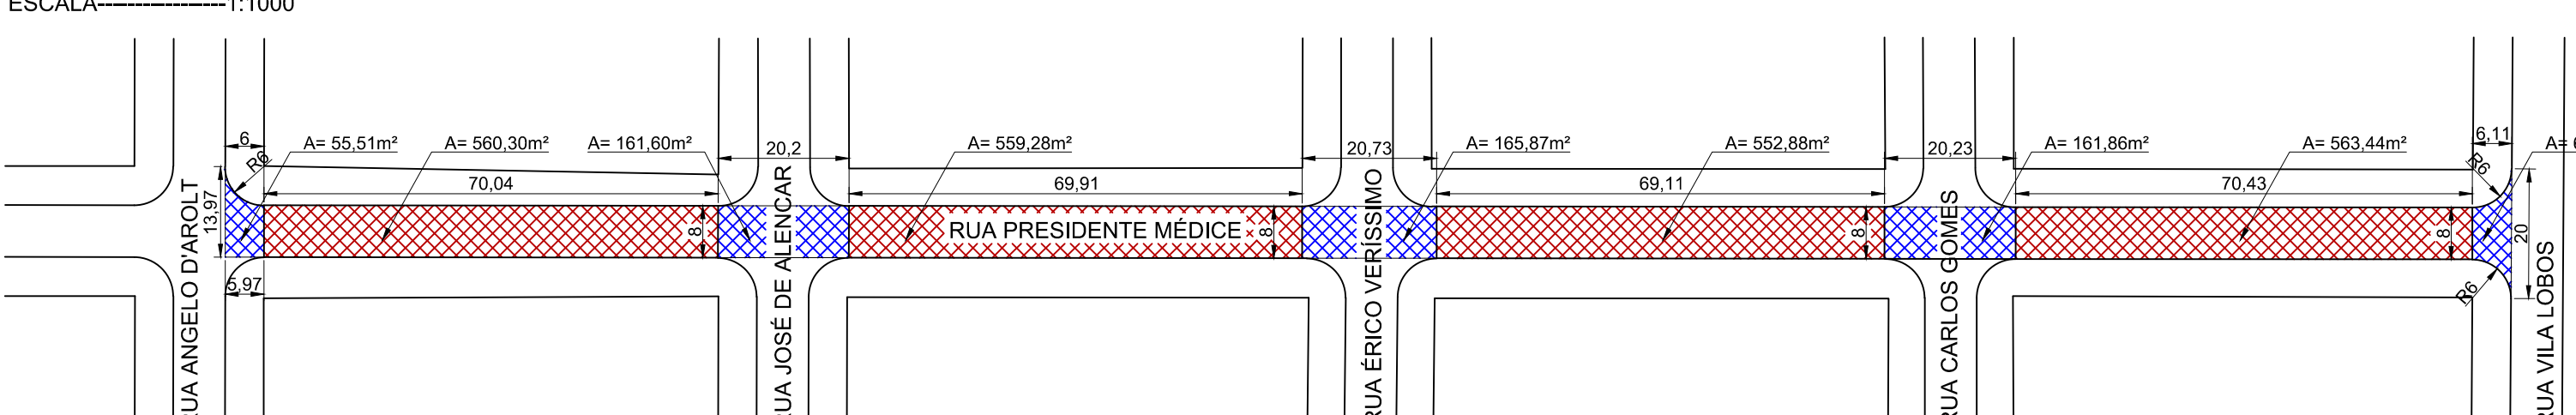 ESCALA-----------------1:1000
6
R6
A= 55,51m²
A= 560,30m²
A= 161,60m²
20,2
A= 559,28m²
20,73
A= 165,87m²
A= 552,88m²
20,23
A= 161,86m²
A= 563,44m²
6,11
R6
A= 6
13,97
70,04
69,91
69,11
70,43
8
RUA PRESIDENTE MÉDICE
8
8
8
20
5,97
R6
RUA ANGELO D'AROLT
RUA JOSÉ DE ALENCAR
RUA ÉRICO VERÍSSIMO
RUA CARLOS GOMES
RUA VILA LOBOS